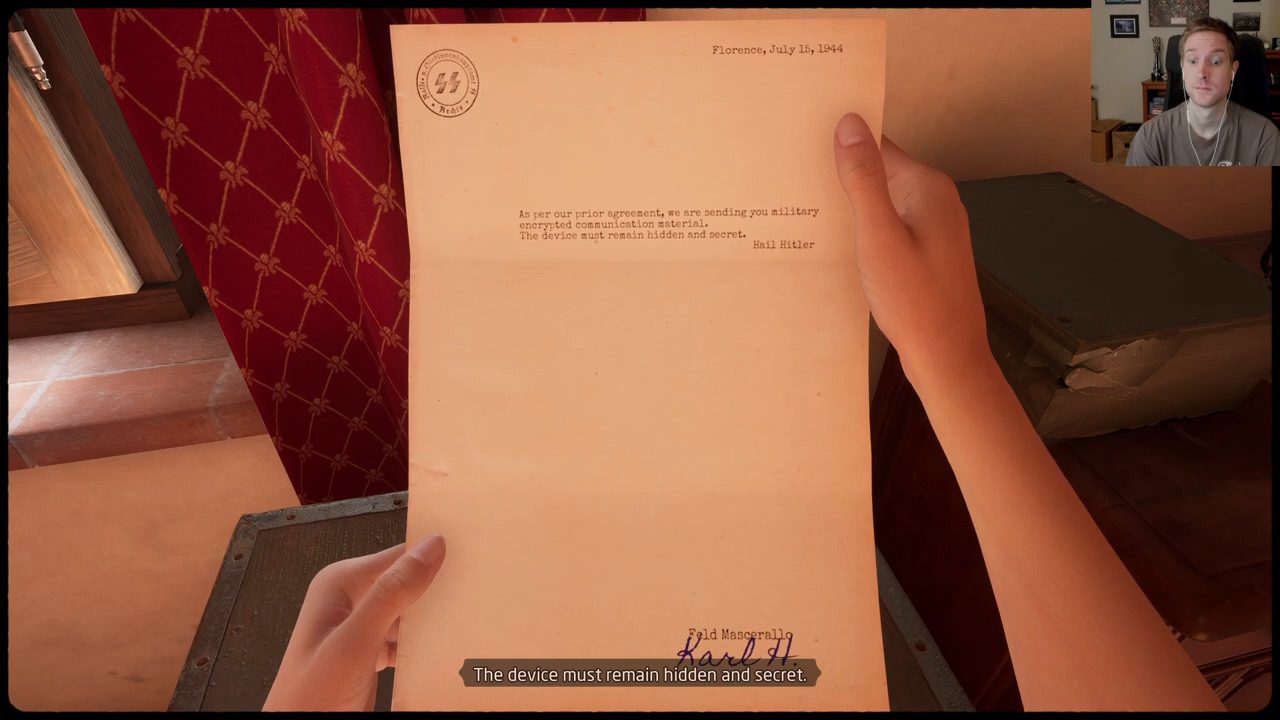 Florence, July 15, 1944
As per our prior agreement, we are sending you military
encrypted communication material.
The device must remain hidden and secret.
Hail Hitler
Feld Mascerallo
Karl H.
The device must remain hidden and secret.